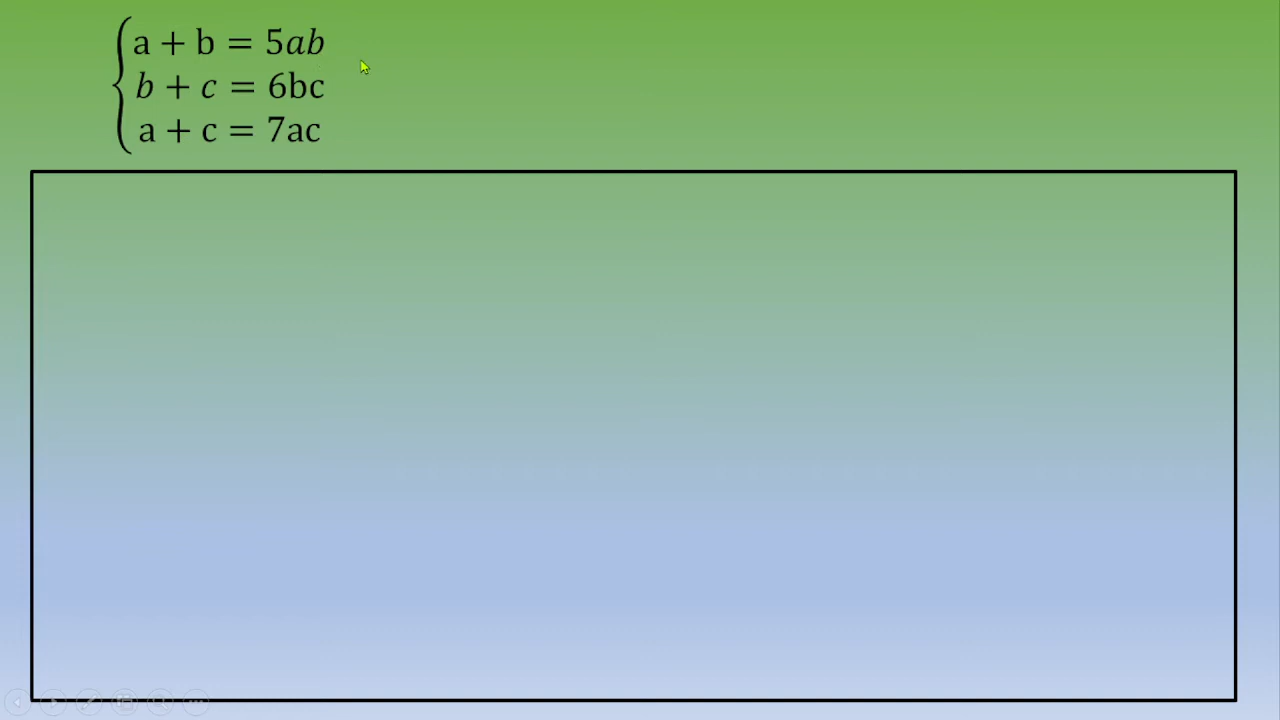 a + b = 5ab
b + c = 6bc
a + c = 7ac